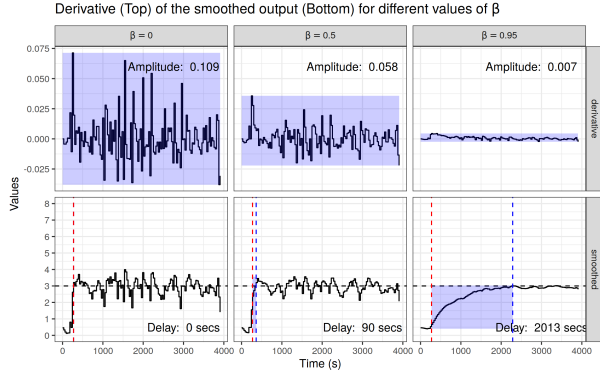 Derivative (Top) of the smoothed output (Bottom) for different values of β
β = 0
β = 0.5
β = 0.95
Values
0.075
0.050
0.025
0.000
-0.025
Amplitude: 0.109
Amplitude: 0.058
Amplitude: 0.007
derivative
8
7
6
5
4
3
2
1
0
Delay: 0 secs
Delay: 90 secs
Delay: 2013 secs
smoothed
0 1000 2000 3000 4000
0 1000 2000 3000 4000
0 1000 2000 3000 4000
Time (s)